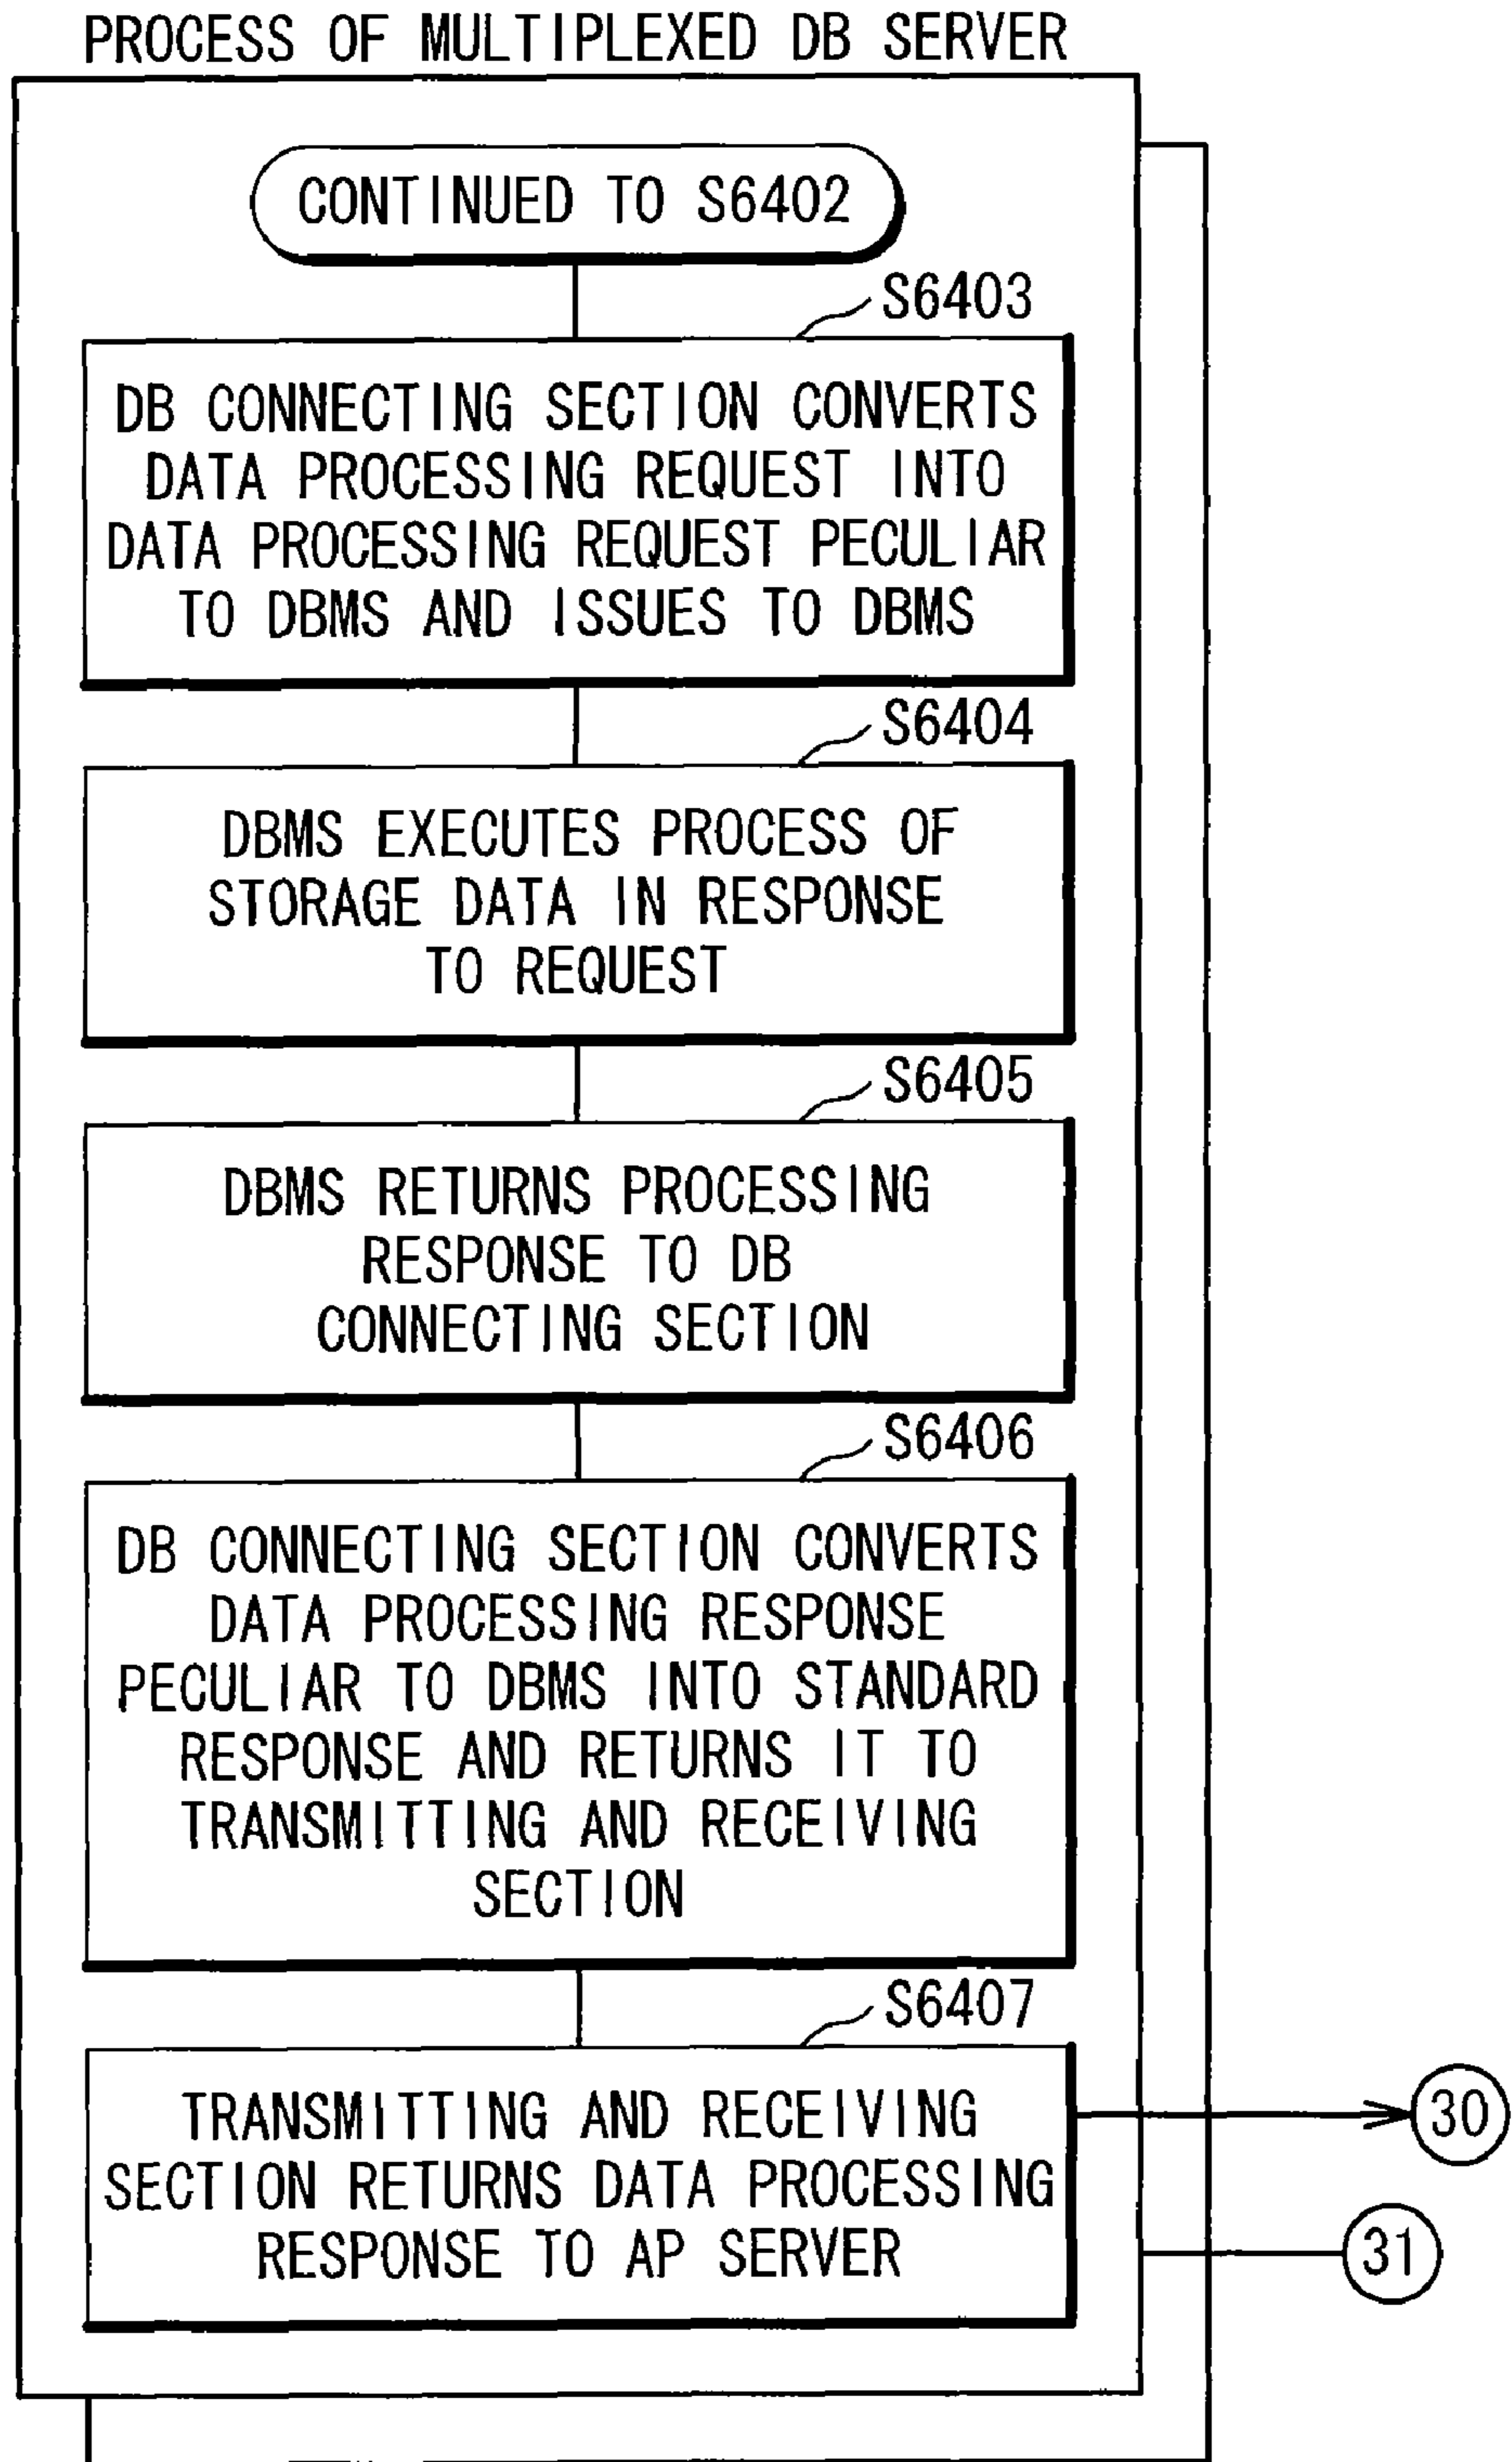 PROCESS OF MULTIPLEXED DB SERVER
CONTINUED TO S6402
S6403
DB CONNECTING SECTION CONVERTS
DATA PROCESSING REQUEST INTO
DATA PROCESSING REQUEST PECULIAR
TO DBMS AND ISSUES TO DBMS
S6404
DBMS EXECUTES PROCESS OF
STORAGE DATA IN RESPONSE
TO REQUEST
S6405
DBMS RETURNS PROCESSING
RESPONSE TO DB
CONNECTING SECTION
S6406
DB CONNECTING SECTION CONVERTS
DATA PROCESSING RESPONSE
PECULIAR TO DBMS INTO STANDARD
RESPONSE AND RETURNS IT TO
TRANSMITTING AND RECEIVING
SECTION
S6407
TRANSMITTING AND RECEIVING
SECTION RETURNS DATA PROCESSING
RESPONSE TO AP SERVER
30
31